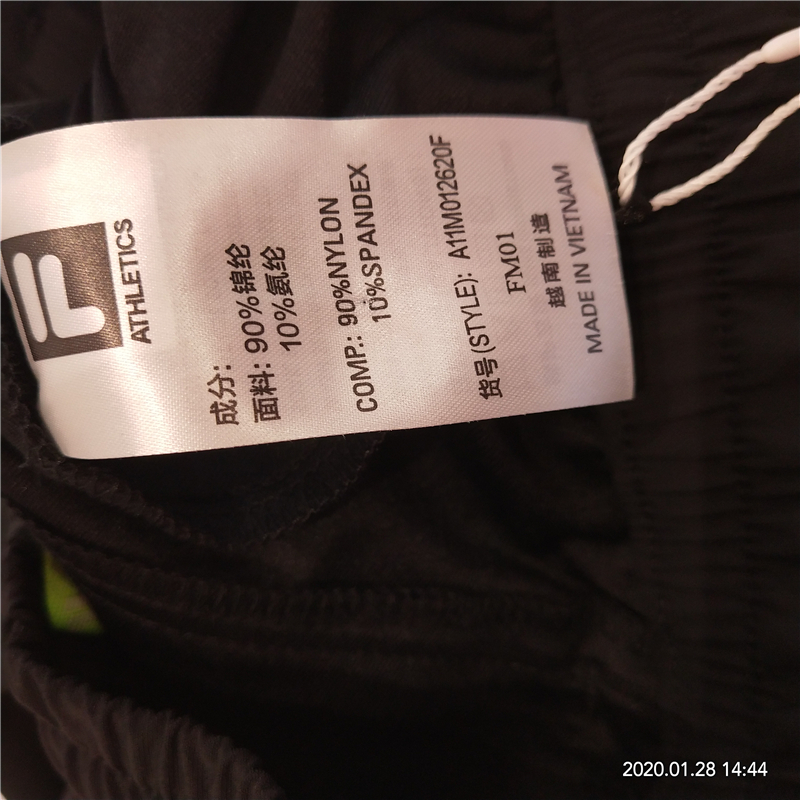 ATHLETICS
成分:
面料: 90%锦纶
10%氨纶
COMP.: 90%NYLON
10%SPANDEX
货号(STYLE): A11M012620F
FM01
越南制造
MADE IN VIETNAM
2020.01.28 14:44